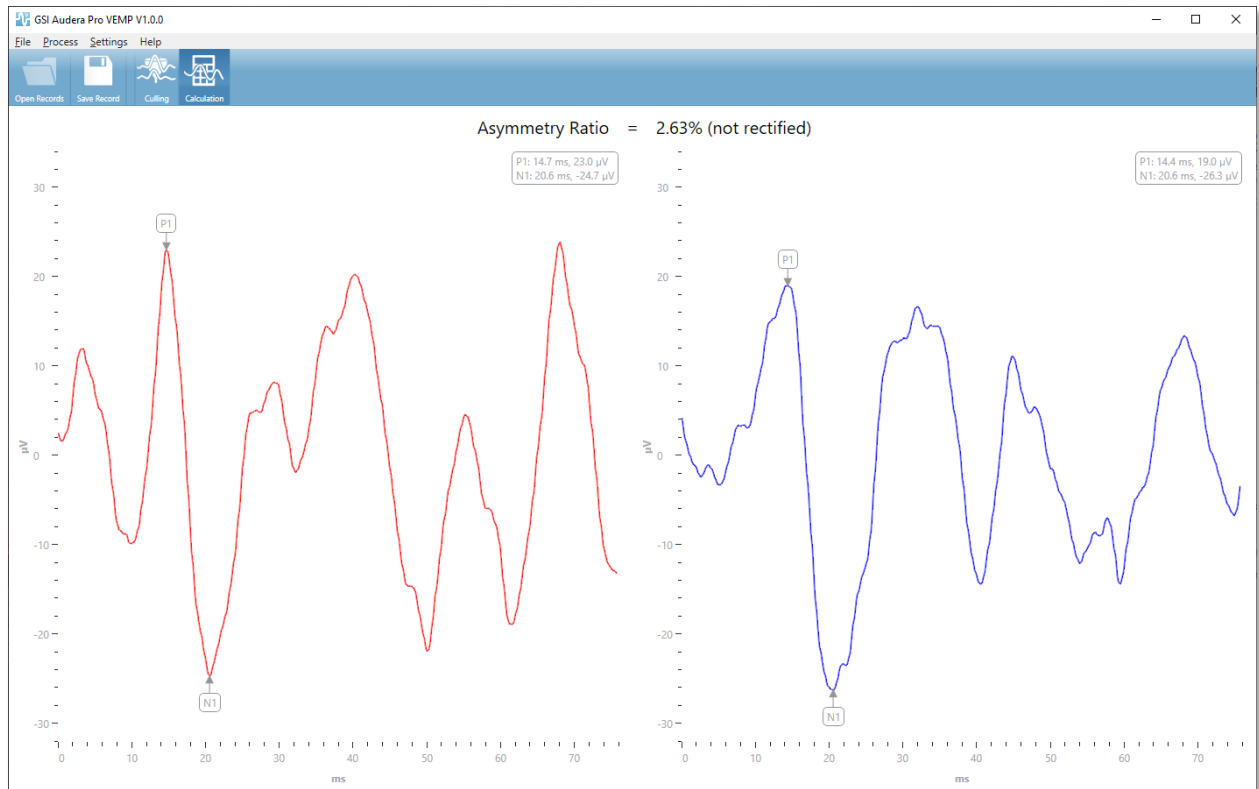 GSI Audera Pro VEMP V1.0.0
File Process Settings Help
Open Records Save Record Culling Calculation
Asymmetry Ratio = 2.63% (not rectified)
P1: 14.7 ms, 23.0 µV
N1: 20.6 ms, -24.7 µV
30
20
10
0
-10
-20
-30
µV
P1
N1
0 10 20 30 40 50 60 70
ms
P1: 14.4 ms, 19.0 µV
N1: 20.6 ms, -26.3 µV
30
20
10
0
-10
-20
-30
µV
P1
N1
0 10 20 30 40 50 60 70
ms